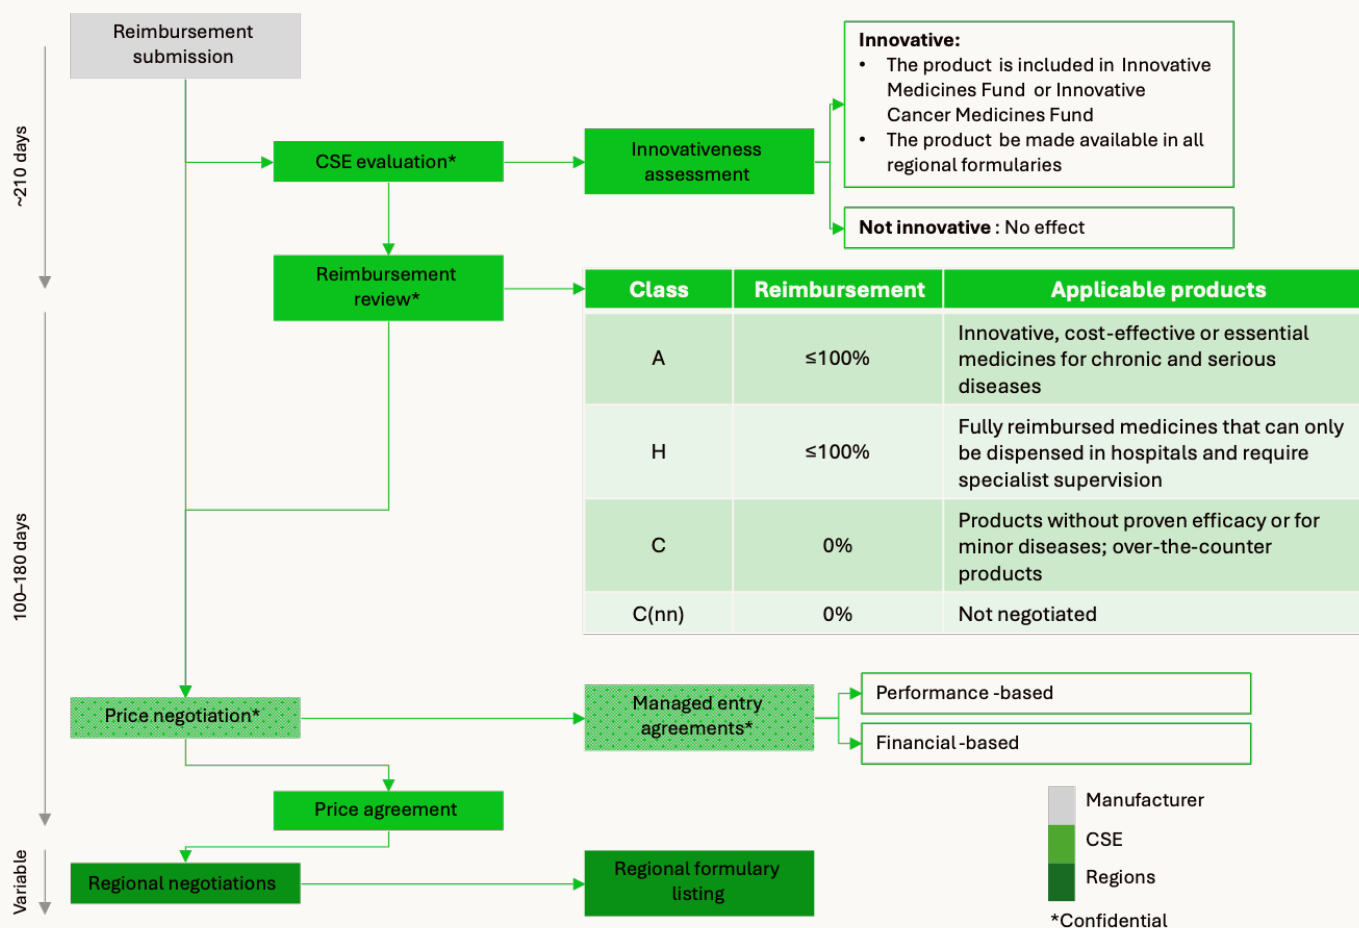 Reimbursement
submission
~210 days
CSE evaluation*
Innovativeness
assessment
Innovative:
• The product is included in Innovative
Medicines Fund or Innovative
Cancer Medicines Fund
• The product be made available in all
regional formularies
Not innovative : No effect
Reimbursement
review*
Class Reimbursement Applicable products
A ≤100% Innovative, cost-effective or essential
medicines for chronic and serious
diseases
H ≤100% Fully reimbursed medicines that can only
be dispensed in hospitals and require
specialist supervision
C 0% Products without proven efficacy or for
minor diseases; over-the-counter
products
C(nn) 0% Not negotiated
100–180 days
Price negotiation*
Managed entry
agreements*
Performance -based
Financial -based
Price agreement
Variable
Regional negotiations
Regional formulary
listing
Manufacturer
CSE
Regions
*Confidential